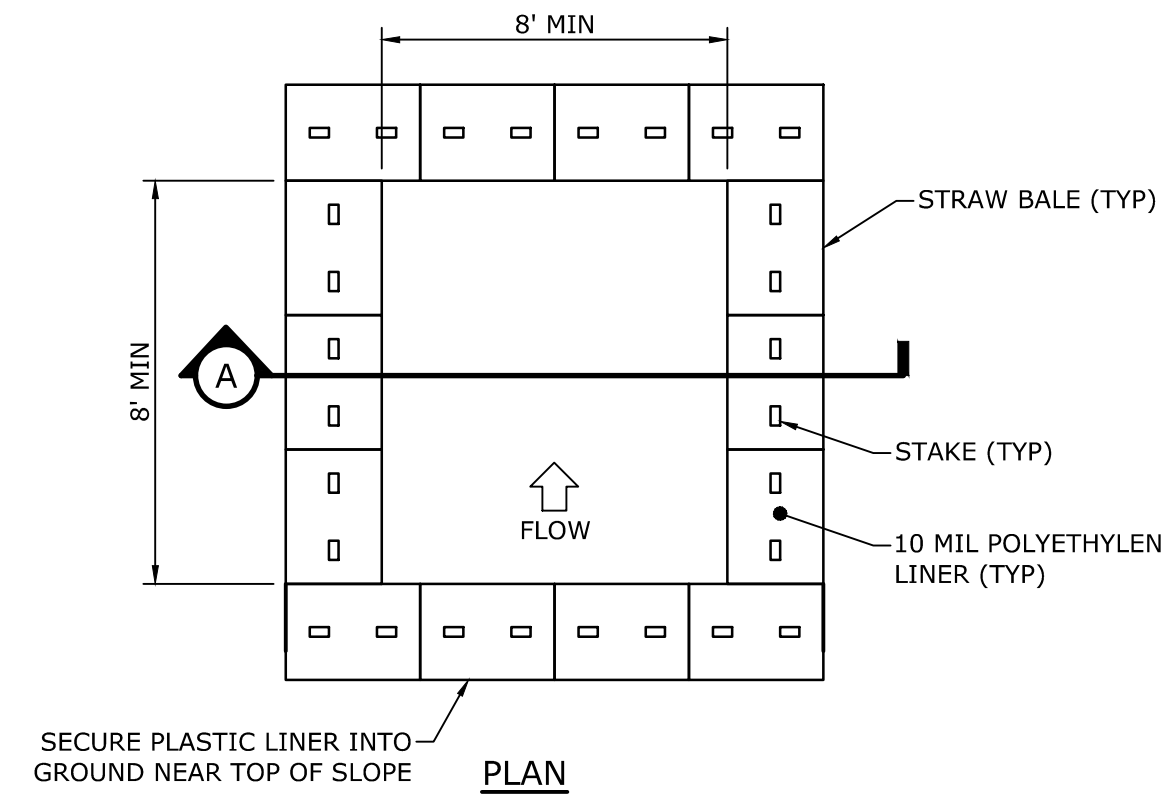 8' MIN
STRAW BALE (TYP)
8' MIN
A
STAKE (TYP)
FLOW
10 MIL POLYETHYLEN
LINER (TYP)
SECURE PLASTIC LINER INTO
GROUND NEAR TOP OF SLOPE
PLAN